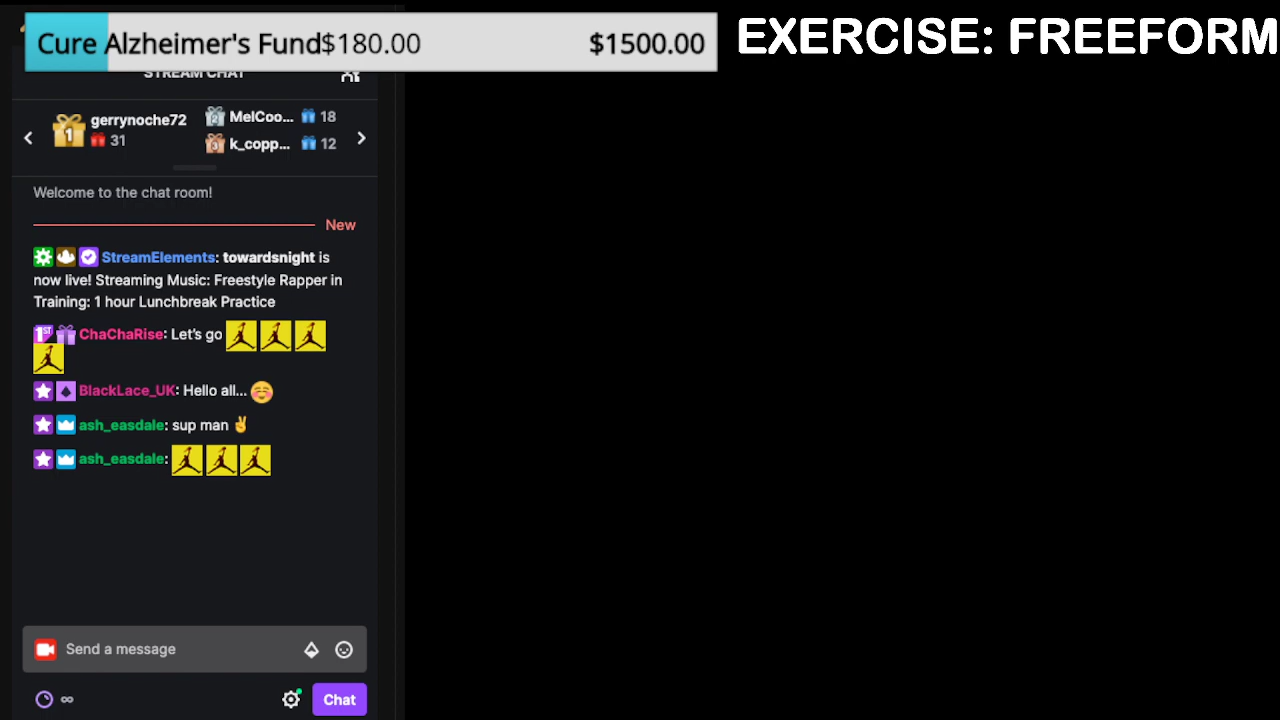 Cure Alzheimer's Fund $180.00 $1500.00
EXERCISE: FREEFORM
STREAM CHAT
gerrynoche72
31
MelCoo... 18
k_copp... 12
Welcome to the chat room!
New
StreamElements: towardsnight is
now live! Streaming Music: Freestyle Rapper in
Training: 1 hour Lunchbreak Practice
ChaChaRise: Let's go
BlackLace_UK: Hello all...
ash_easdale: sup man
ash_easdale:
Send a message
Chat